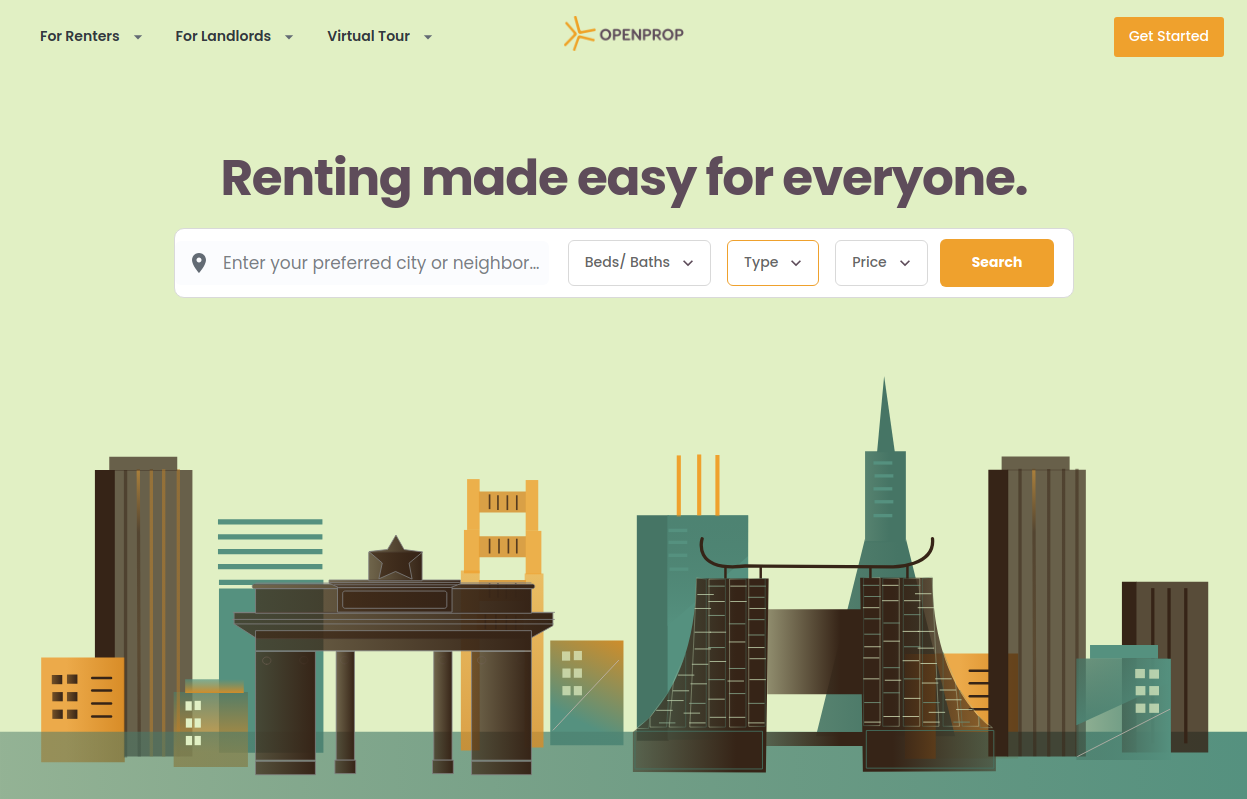 For Renters
For Landlords
Virtual Tour
OPENPROP
Get Started
Renting made easy for everyone.
Enter your preferred city or neighbor...
Beds/ Baths
Type
Price
Search